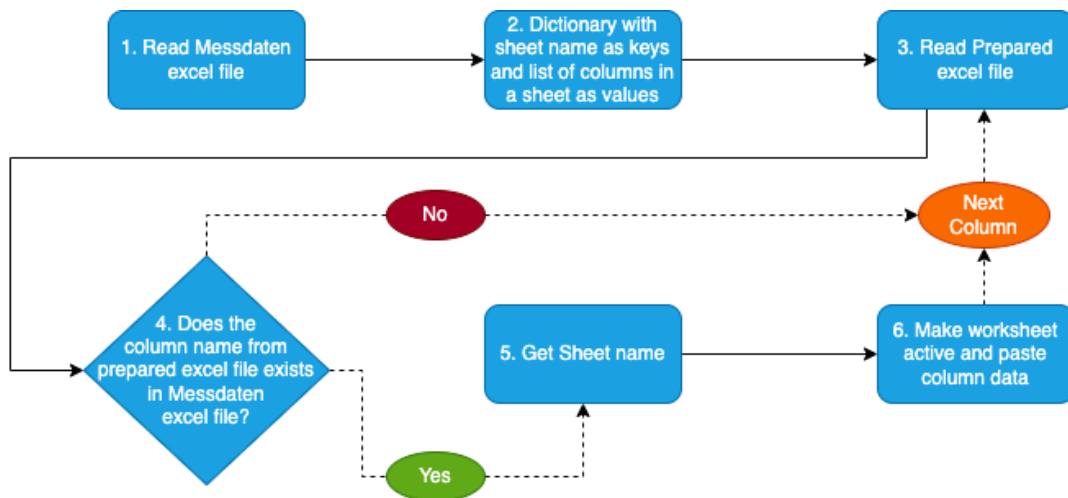 1. Read Messdaten
excel file
2. Dictionary with
sheet name as keys
and list of columns in
a sheet as values
3. Read Prepared
excel file
No
Next
Column
4. Does the
column name from
prepared excel file exists
in Messdaten
excel file?
5. Get Sheet name
6. Make worksheet
active and paste
column data
Yes